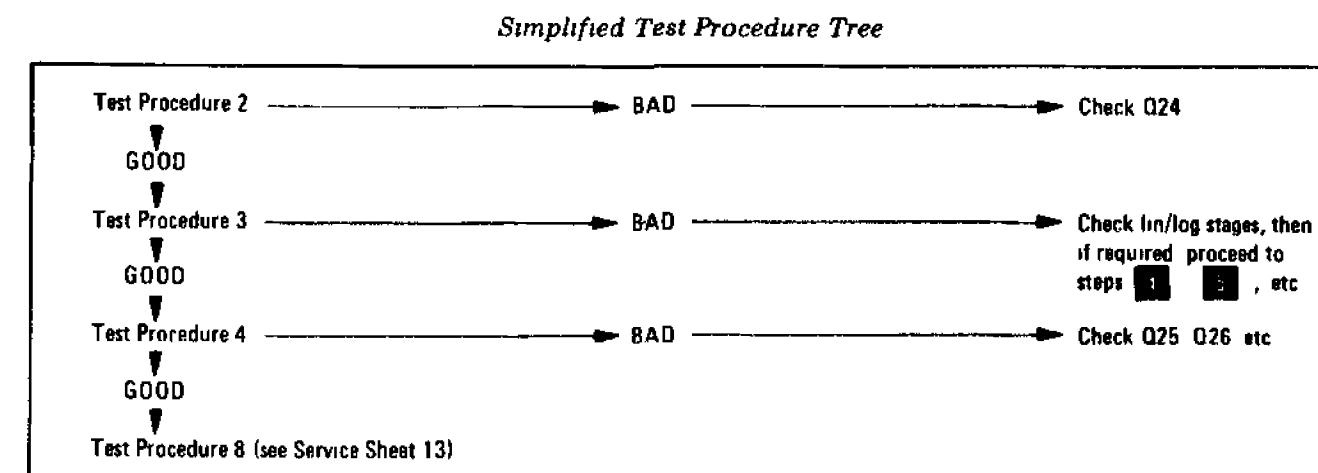 Simplified Test Procedure Tree
Test Procedure 2 BAD Check Q24
GOOD
Test Procedure 3 BAD Check lin/log stages, then
if required proceed to
steps 1 , etc
GOOD
Test Procedure 4 BAD Check Q25 Q26 etc
GOOD
Test Procedure 8 (see Service Sheet 13)